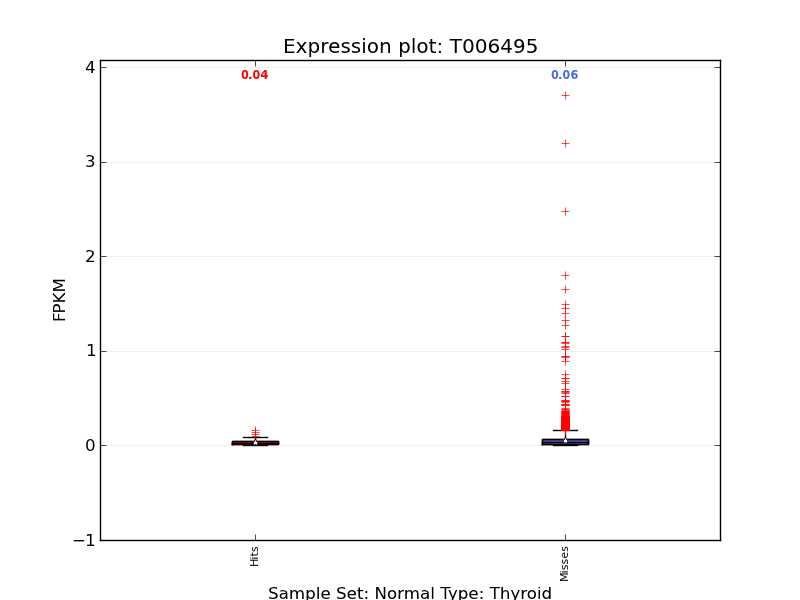 Expression plot: T006495
0.04
0.06
4
3
2
1
0
−1
FPKM
Hits
Misses
Sample Set: Normal Type: Thyroid